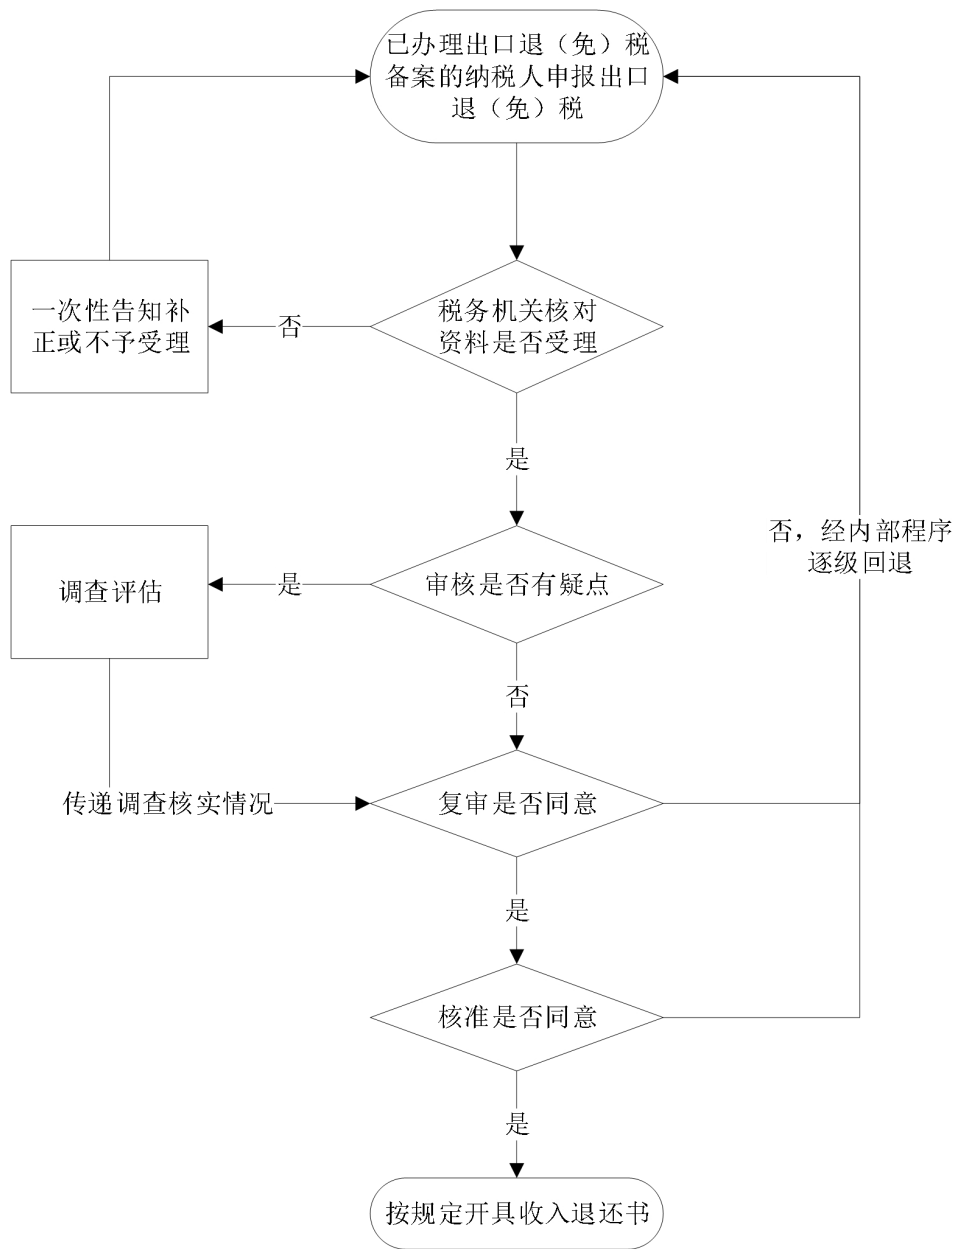 已办理出口退（免）税
备案的纳税人申报出口
退（免）税
一次性告知补
正或不予受理
否
税务机关核对
资料是否受理
是
否，经内部程序
逐级回退
调查评估
是
审核是否有疑点
否
传递调查核实情况
复审是否同意
是
核准是否同意
是
按规定开具收入退还书